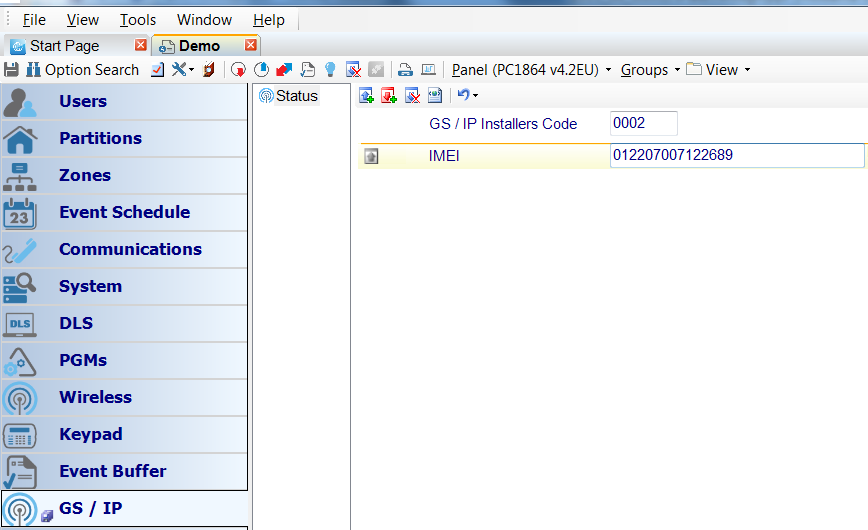 File View Tools Window Help
Start Page Demo
Option Search Panel (PC1864 v4.2EU) Groups View
Users
Partitions
Zones
23 Event Schedule
Communications
System
DLS DLS
PGMs
Wireless
Keypad
Event Buffer
GS / IP
Status
GS / IP Installers Code 0002
IMEI 012207007122689